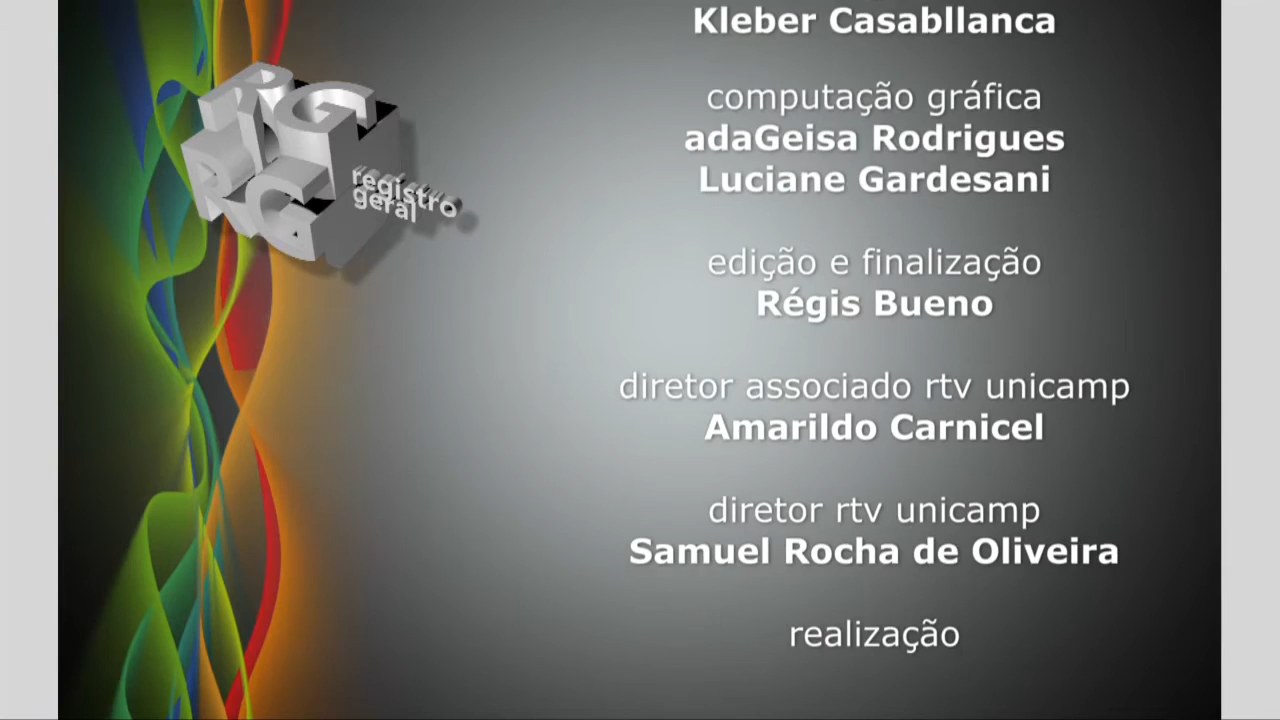 RG
RG
registro
geral
Kleber Casabllanca
computação gráfica
adaGeisa Rodrigues
Luciane Gardesani
edição e finalização
Régis Bueno
diretor associado rtv unicamp
Amarildo Carnicel
diretor rtv unicamp
Samuel Rocha de Oliveira
realização